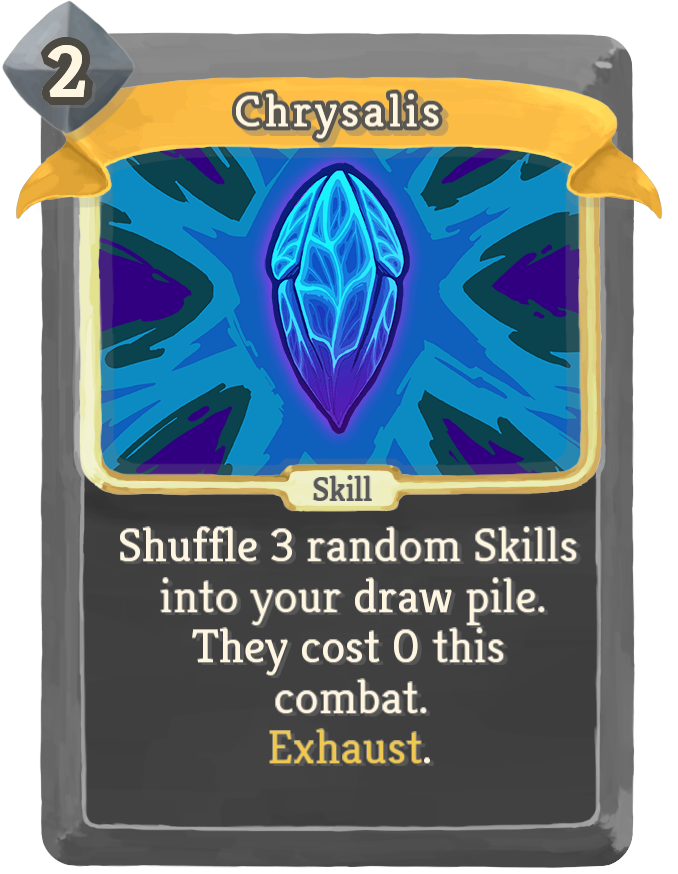 2
Chrysalis
Skill
Shuffle 3 random Skills
into your draw pile.
They cost 0 this
combat.
Exhaust.